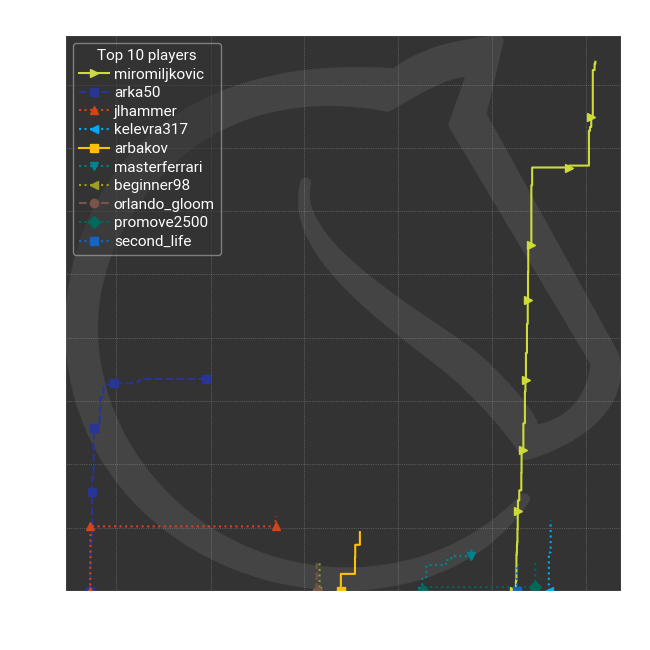 Top 10 players
miromiljkovic
arka50
jlhammer
kelevra317
arbakov
masterferrari
beginner98
orlando_gloom
promove2500
second_life